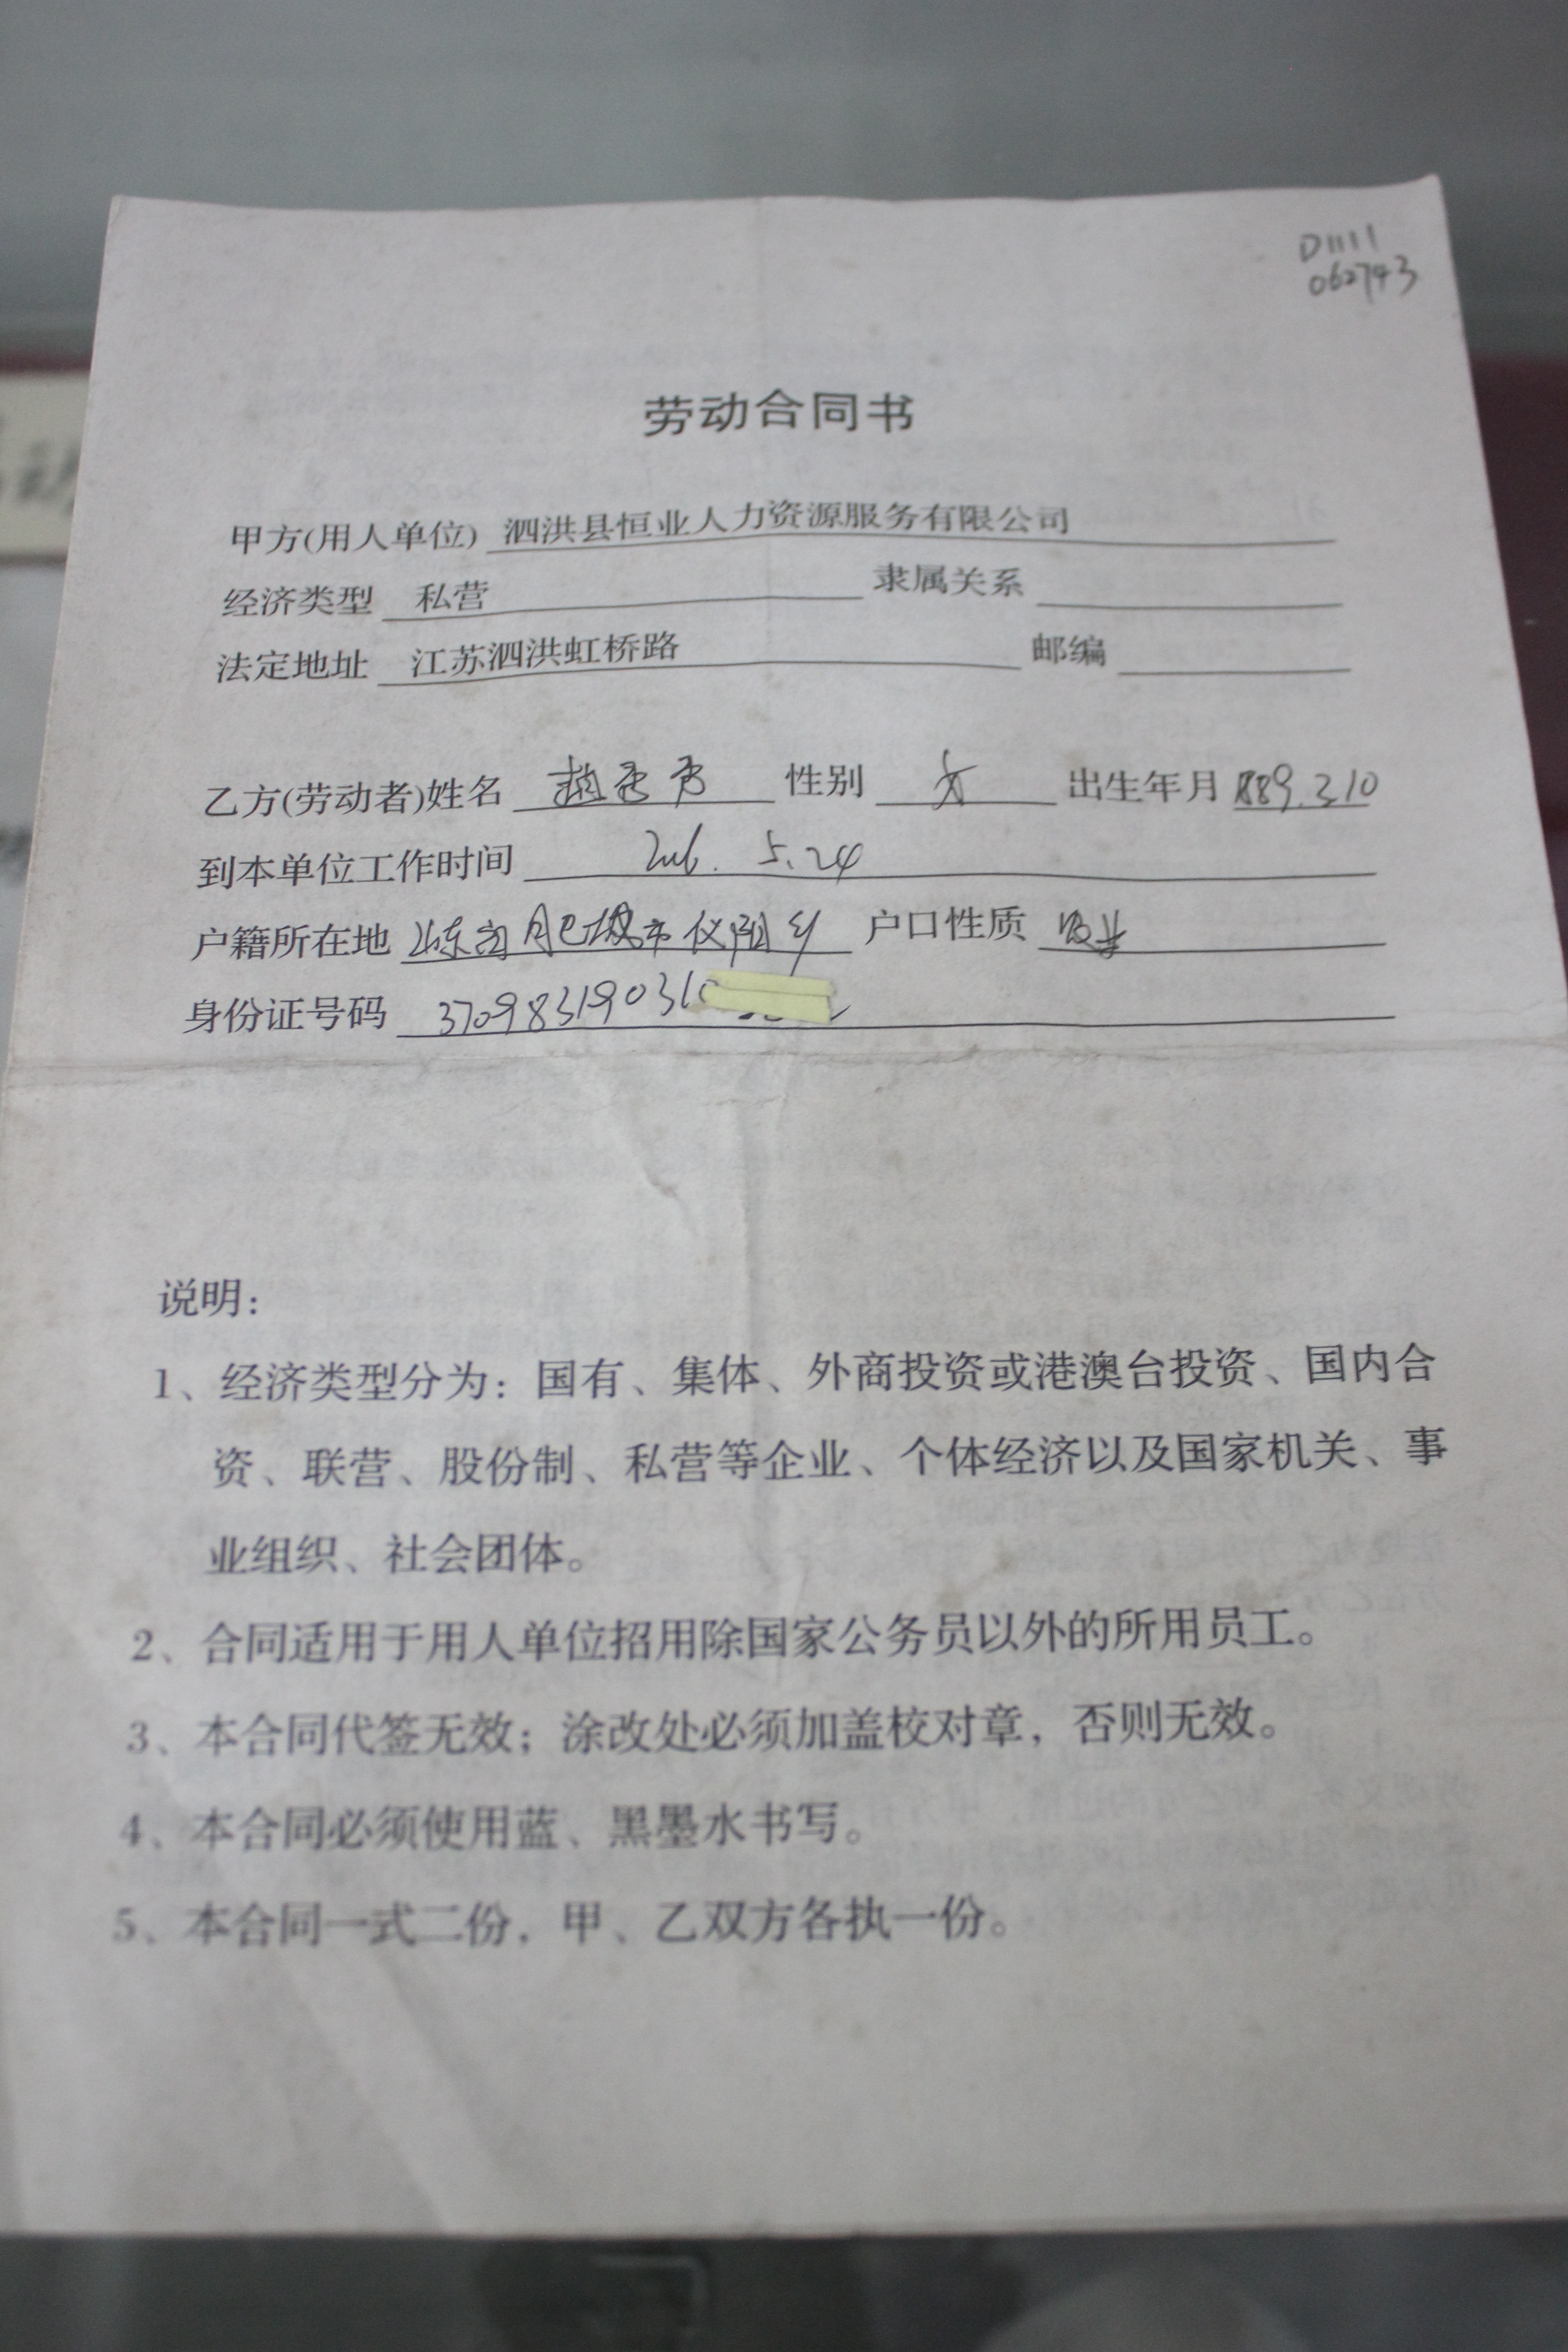 D1111
062743
劳动合同书
甲方(用人单位) 泗洪县恒业人力资源服务有限公司
经济类型 私营 隶属关系
法定地址 江苏泗洪虹桥路 邮编
乙方(劳动者)姓名 赵 性别 女 出生年月 889.310
到本单位工作时间 5.24
户籍所在地 山东省肥城市仪阳乡 户口性质
身份证号码 370983190310
说明:
1、经济类型分为:国有、集体、外商投资或港澳台投资、国内合
资、联营、股份制、私营等企业、个体经济以及国家机关、事
业组织、社会团体。
2、合同适用于用人单位招用除国家公务员以外的所用员工。
3、本合同代签无效;涂改处必须加盖校对章,否则无效。
4、本合同必须使用蓝、黑墨水书写。
5、本合同一式二份,甲、乙双方各执一份。